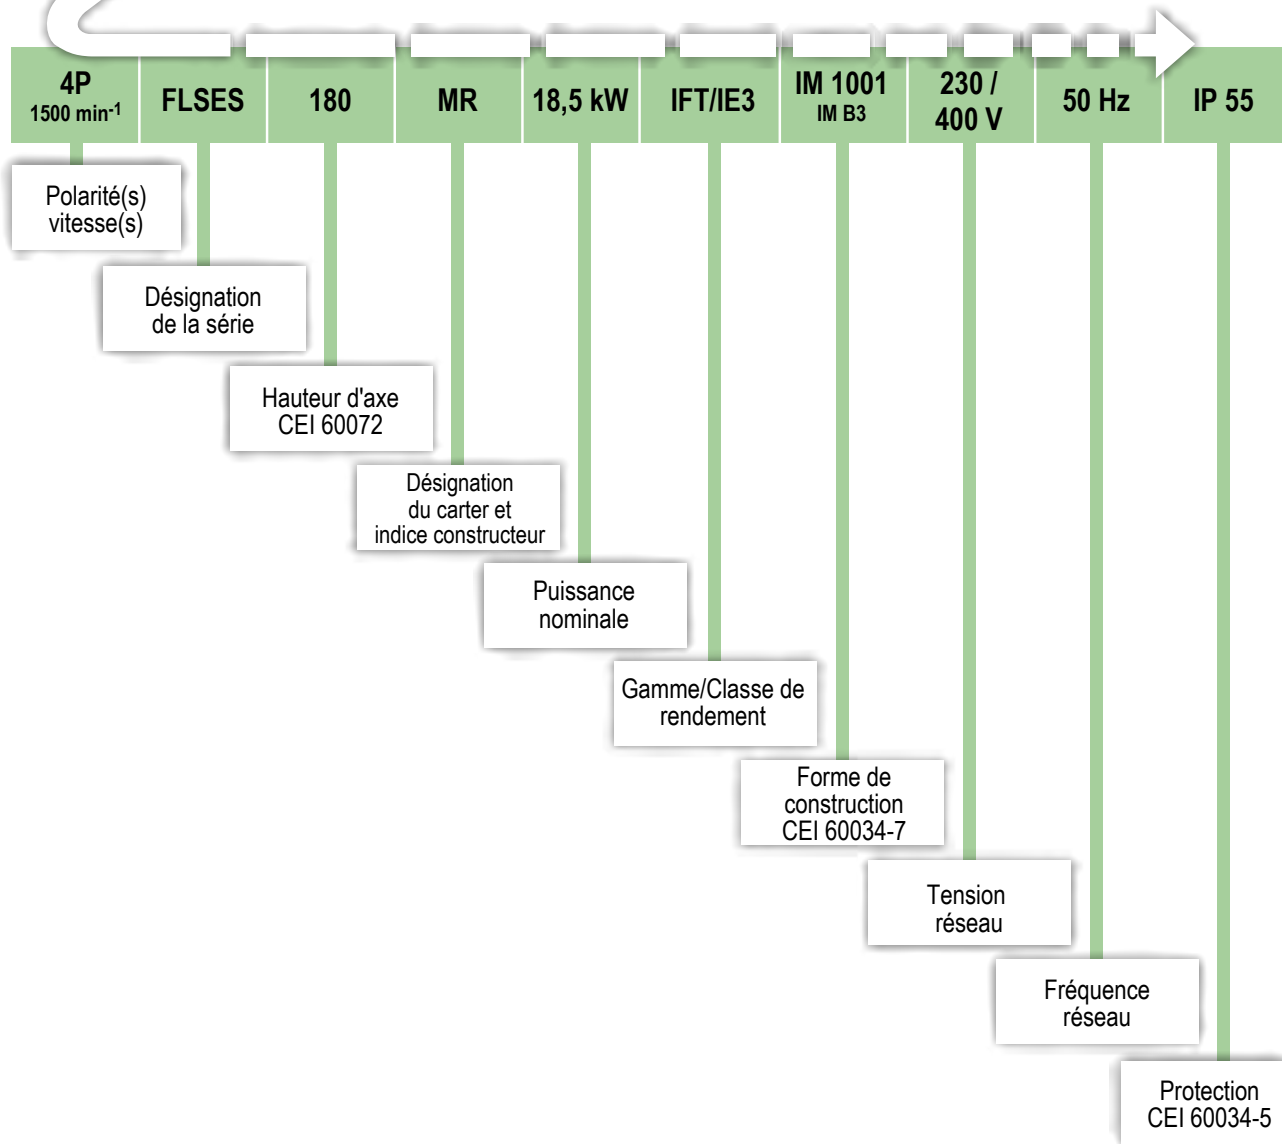 4P
1500 min-1
FLSES
180
MR
18,5 kW
IFT/IE3
IM 1001
IM B3
230 /
400 V
50 Hz
IP 55
Polarité(s)
vitesse(s)
Désignation
de la série
Hauteur d'axe
CEI 60072
Désignation
du carter et
indice constructeur
Puissance
nominale
Gamme/Classe de
rendement
Forme de
construction
CEI 60034-7
Tension
réseau
Fréquence
réseau
Protection
CEI 60034-5